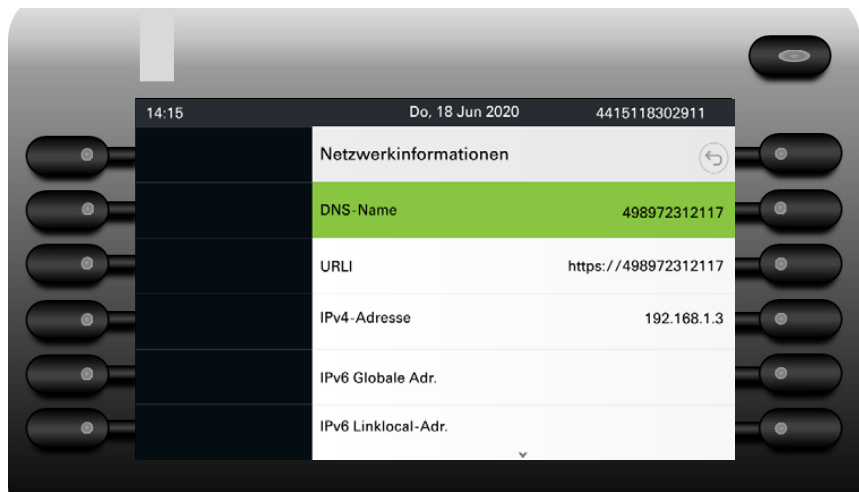 14:15 Do, 18 Jun 2020 4415118302911
Netzwerkinformationen
DNS-Name 498972312117
URLI https://498972312117
IPv4-Adresse 192.168.1.3
IPv6 Globale Adr.
IPv6 Linklocal-Adr.